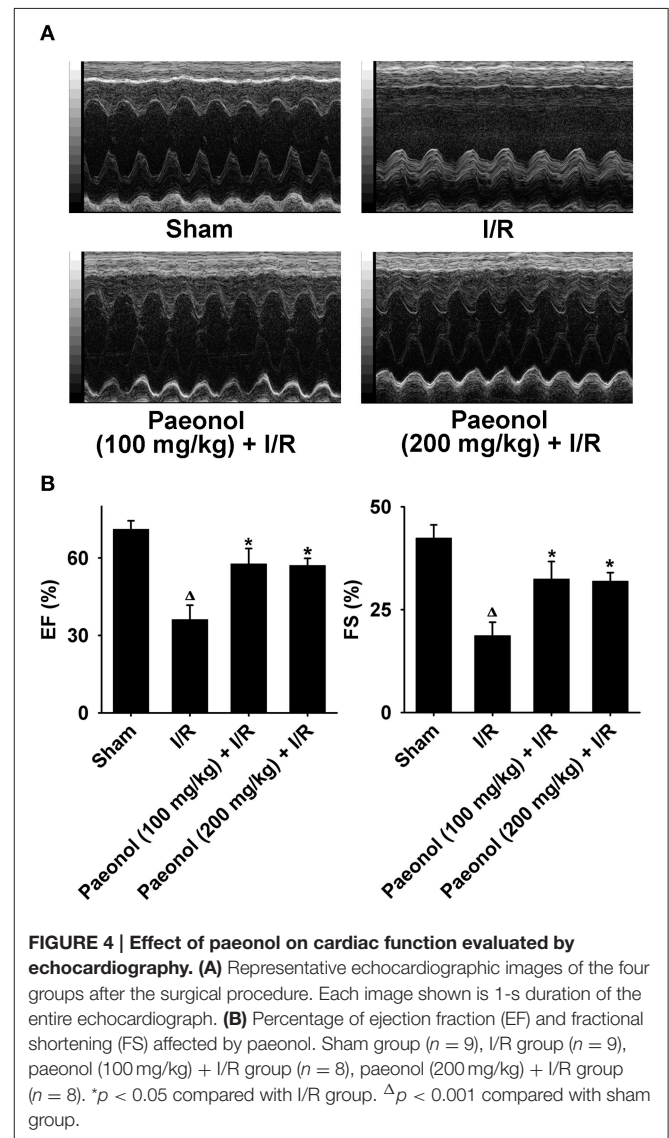 A
Sham
I/R
Paeonol
(100 mg/kg) + I/R
Paeonol
(200 mg/kg) + I/R
B
EF (%)
60
30
0
Δ
*
*
Sham
I/R
Paeonol (100 mg/kg) + I/R
Paeonol (200 mg/kg) + I/R
FS (%)
50
25
0
Δ
*
*
Sham
I/R
Paeonol (100 mg/kg) + I/R
Paeonol (200 mg/kg) + I/R
FIGURE 4 | Effect of paeonol on cardiac function evaluated by
echocardiography. (A) Representative echocardiographic images of the four
groups after the surgical procedure. Each image shown is 1-s duration of the
entire echocardiograph. (B) Percentage of ejection fraction (EF) and fractional
shortening (FS) affected by paeonol. Sham group (n = 9), I/R group (n = 9),
paeonol (100 mg/kg) + I/R group (n = 8), paeonol (200 mg/kg) + I/R group
(n = 8). *p < 0.05 compared with I/R group. Δp < 0.001 compared with sham
group.